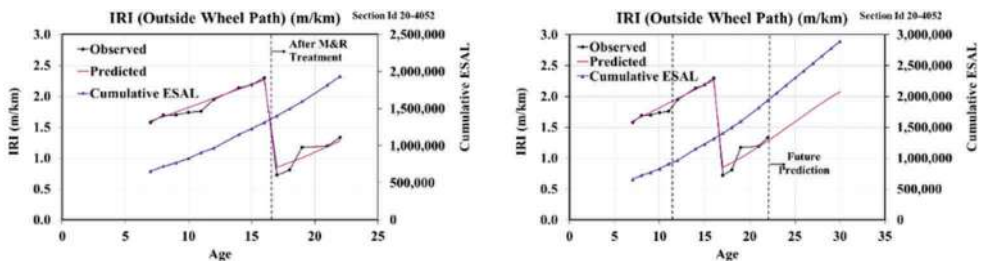 IRI (Outside Wheel Path) (m/km)
Section Id 20-4052
Observed
Predicted
Cumulative ESAL
After M&R
Treatment
IRI (m/km)
3.0
2.5
2.0
1.5
1.0
0.5
0.0
Cumulative ESAL
2,500,000
2,000,000
1,500,000
1,000,000
500,000
0
0
5
10
15
20
25
Age
IRI (Outside Wheel Path) (m/km)
Section Id 20-4052
Observed
Predicted
Cumulative ESAL
Future
Prediction
IRI (m/km)
3.0
2.5
2.0
1.5
1.0
0.5
0.0
Cumulative ESAL
3,000,000
2,500,000
2,000,000
1,500,000
1,000,000
500,000
0
0
5
10
15
20
25
30
35
Age